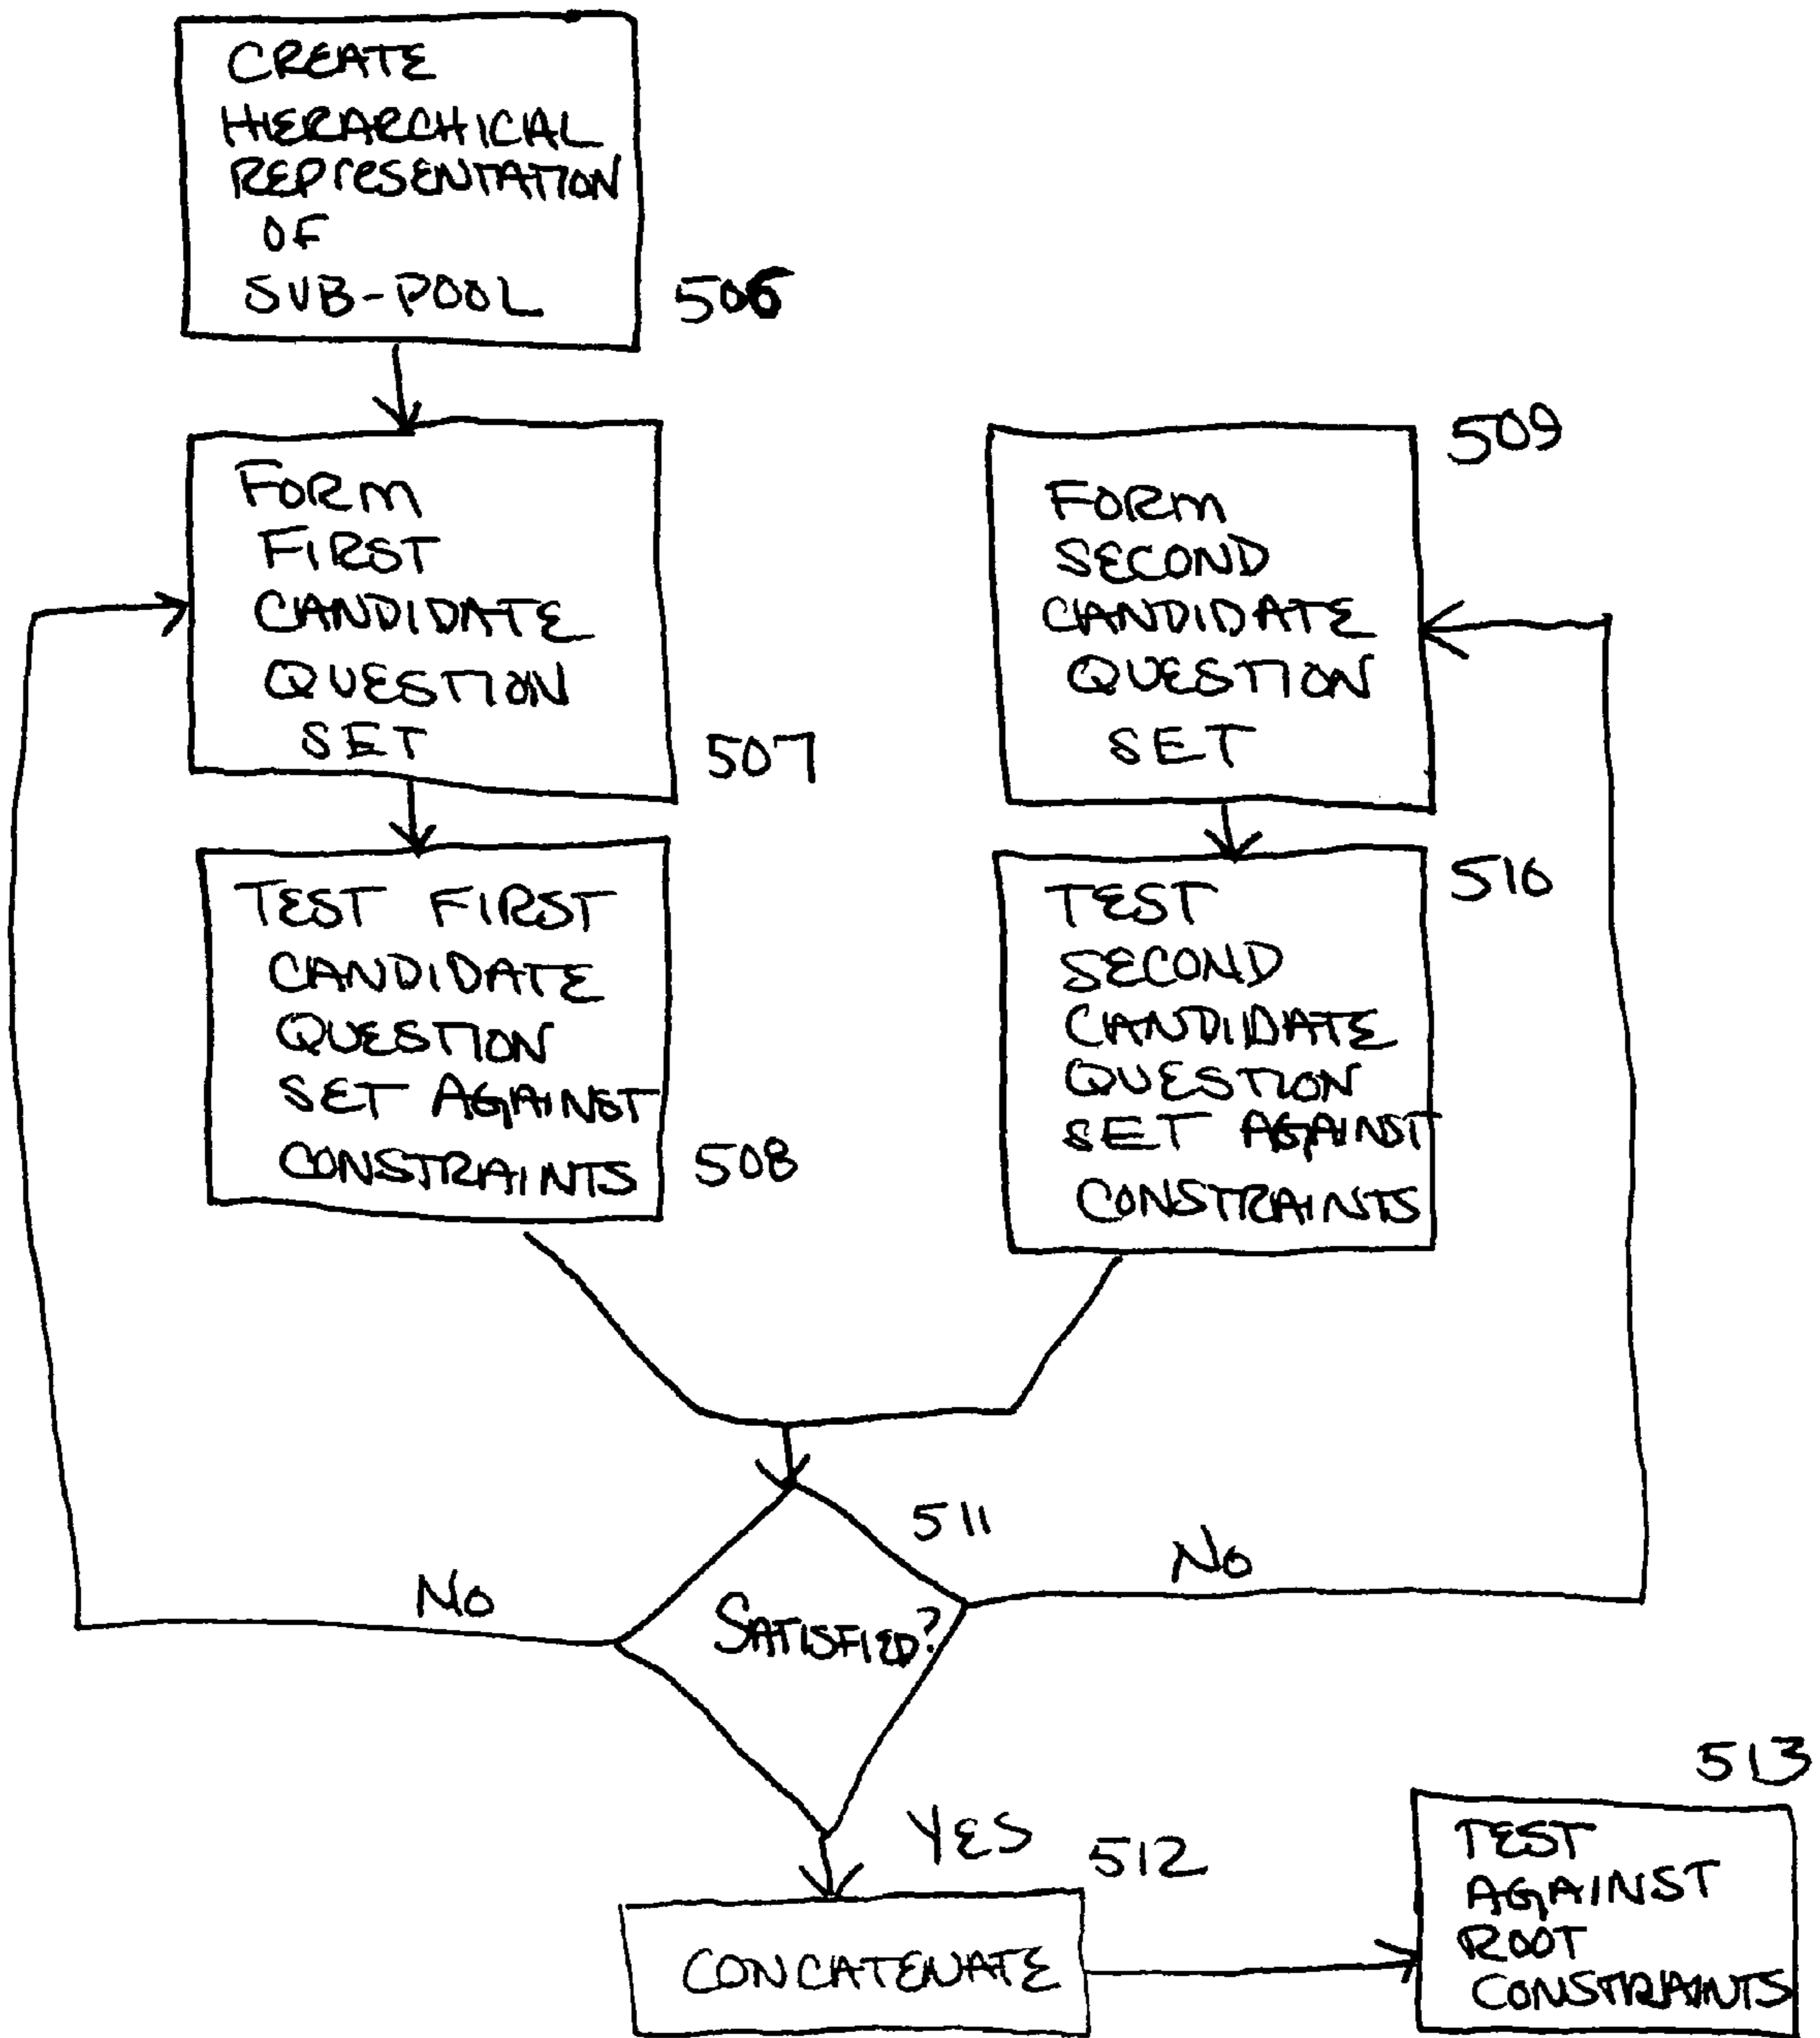 CREATE
HIERARCHICAL
REPresENTATION
OF
SUB-POOL
506
FORM
FIRST
CANDIDATE
QUESTION
SET
507
509
FORM
SECOND
CANDIDATE
QUESTION
SET
TEST FIRST
CANDIDATE
QUESTION
SET AGAINST
CONSTRAINTS
508
510
TEST
SECOND
CANDIDATE
QUESTION
SET AGAINST
CONSTRAINTS
511
No
SATISFIED?
No
YES
512
CONCATENATE
513
TEST
AGAINST
ROOT
CONSTRAINTS